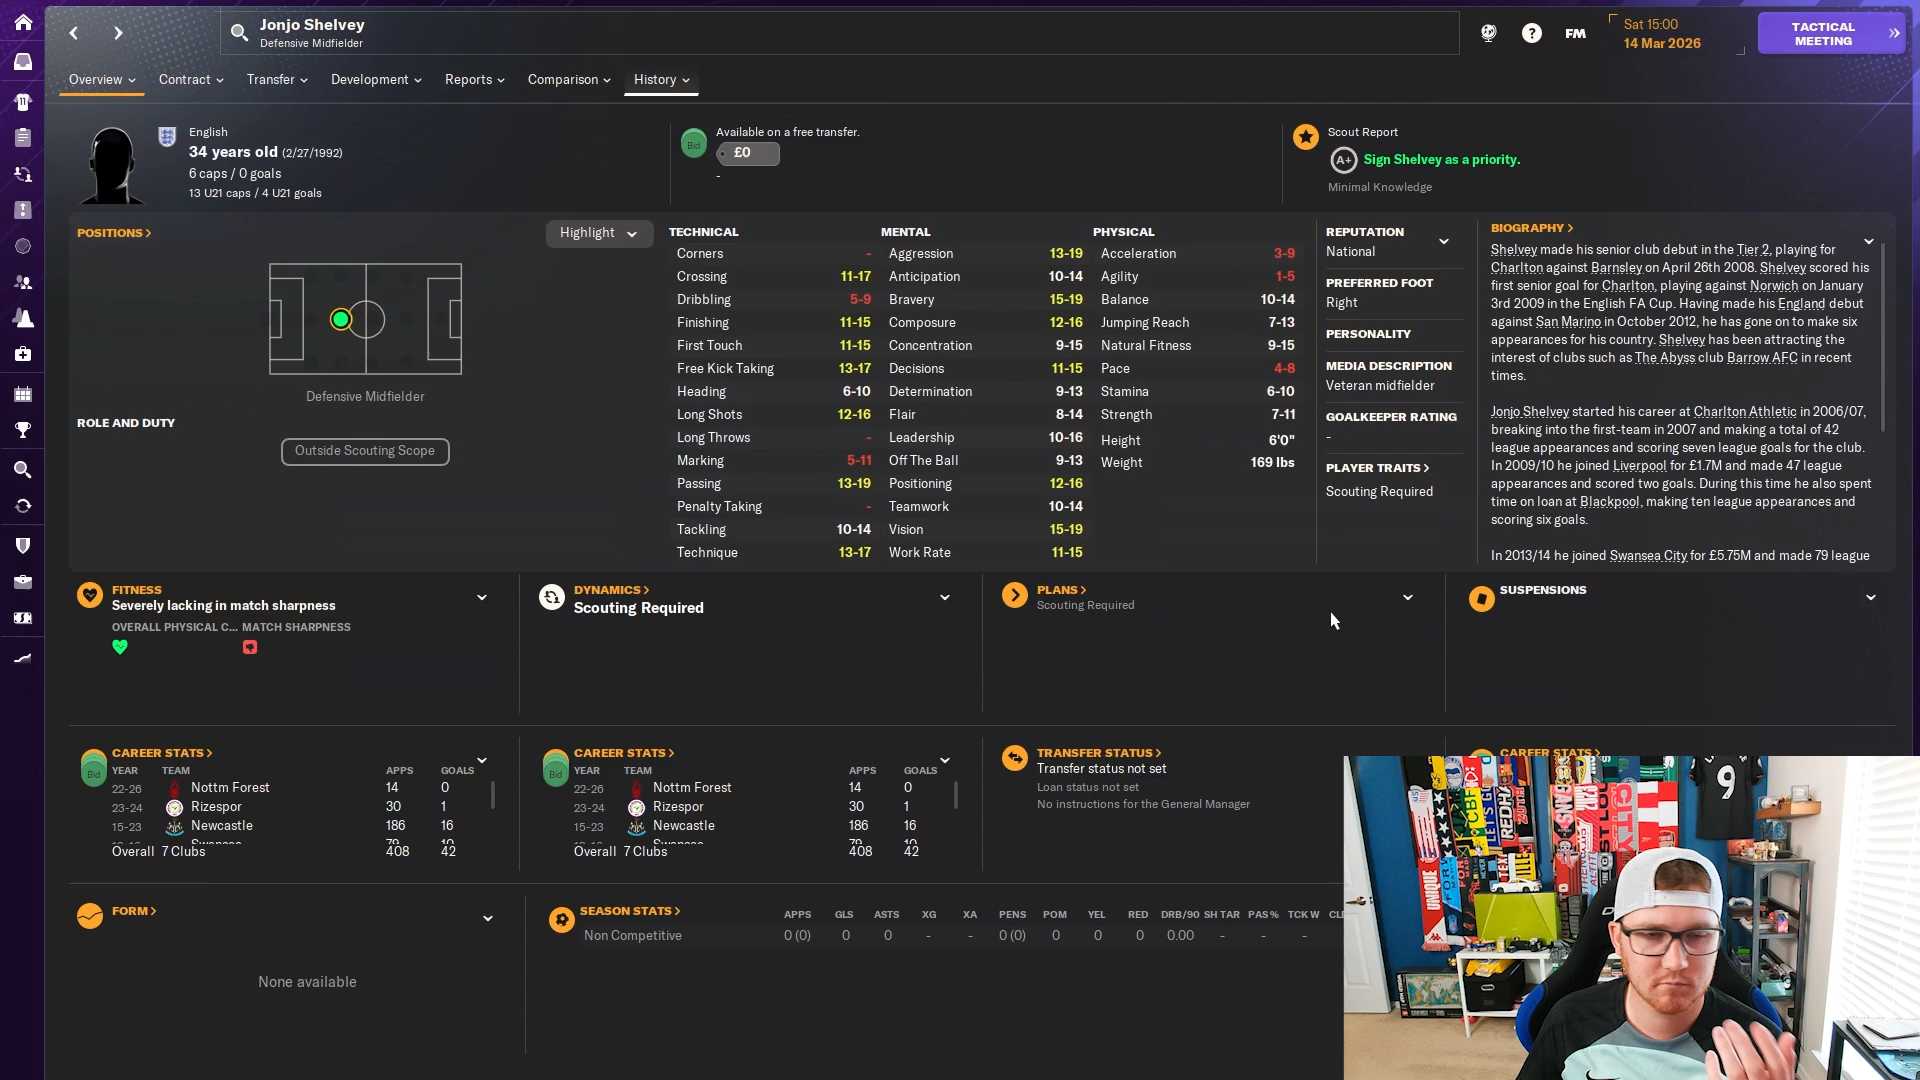 Jonjo Shelvey
Defensive Midfielder
FM
Sat 15:00
14 Mar 2026
TACTICAL
MEETING
Overview
Contract
Transfer
Development
Reports
Comparison
History
English
34 years old (2/27/1992)
6 caps / 0 goals
13 U21 caps / 4 U21 goals
Bid
Available on a free transfer.
£0
-
Scout Report
A+ Sign Shelvey as a priority.
Minimal Knowledge
POSITIONS >
Highlight
Defensive Midfielder
ROLE AND DUTY
Outside Scouting Scope
TECHNICAL
Corners -
Crossing 11-17
Dribbling 5-9
Finishing 11-15
First Touch 11-15
Free Kick Taking 13-17
Heading 6-10
Long Shots 12-16
Long Throws -
Marking 5-11
Passing 13-19
Penalty Taking -
Tackling 10-14
Technique 13-17
MENTAL
Aggression 13-19
Anticipation 10-14
Bravery 15-19
Composure 12-16
Concentration 9-15
Decisions 11-15
Determination 9-13
Flair 8-14
Leadership 10-16
Off The Ball 9-13
Positioning 12-16
Teamwork 10-14
Vision 15-19
Work Rate 11-15
PHYSICAL
Acceleration 3-9
Agility 1-5
Balance 10-14
Jumping Reach 7-13
Natural Fitness 9-15
Pace 4-8
Stamina 6-10
Strength 7-11
Height 6'0"
Weight 169 lbs
REPUTATION
National
PREFERRED FOOT
Right
PERSONALITY
MEDIA DESCRIPTION
Veteran midfielder
GOALKEEPER RATING
-
PLAYER TRAITS >
Scouting Required
BIOGRAPHY >
Shelvey made his senior club debut in the Tier 2, playing for
Charlton against Barnsley on April 26th 2008. Shelvey scored his
first senior goal for Charlton, playing against Norwich on January
3rd 2009 in the English FA Cup. Having made his England debut
against San Marino in October 2012, he has gone on to make six
appearances for his country. Shelvey has been attracting the
interest of clubs such as The Abyss club Barrow AFC in recent
times.
Jonjo Shelvey started his career at Charlton Athletic in 2006/07,
breaking into the first-team in 2007 and making a total of 42
league appearances and scoring seven league goals for the club.
In 2009/10 he joined Liverpool for £1.7M and made 47 league
appearances and scored two goals. During this time he also spent
time on loan at Blackpool, making ten league appearances and
scoring six goals.
In 2013/14 he joined Swansea City for £5.75M and made 79 league
FITNESS
Severely lacking in match sharpness
OVERALL PHYSICAL C... MATCH SHARPNESS
DYNAMICS >
Scouting Required
PLANS >
Scouting Required
SUSPENSIONS
Bid
CAREER STATS >
YEAR TEAM APPS GOALS
22-26 Nottm Forest 14 0
23-24 Rizespor 30 1
15-23 Newcastle 186 16
Overall 7 Clubs 408 42
Bid
CAREER STATS >
YEAR TEAM APPS GOALS
22-26 Nottm Forest 14 0
23-24 Rizespor 30 1
15-23 Newcastle 186 16
Overall 7 Clubs 408 42
TRANSFER STATUS >
Transfer status not set
Loan status not set
No instructions for the General Manager
CAREER STATS >
FORM >
None available
SEASON STATS >
APPS GLS ASTS XG XA PENS POM YEL RED DRB/90 SH TAR PAS % TCK W
Non Competitive 0 (0) 0 0 - - 0 (0) 0 0 0 0.00 - - -
9
UNIQUE